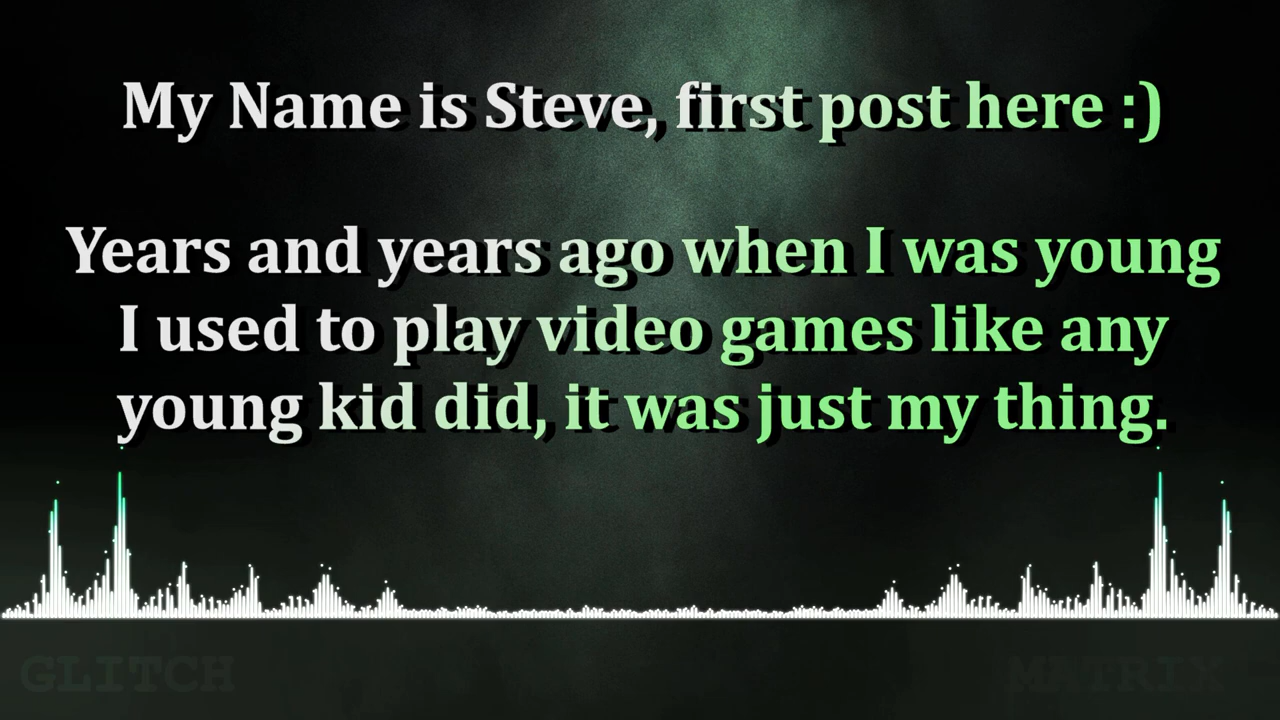 My Name is Steve, first post here :)
Years and years ago when I was young
I used to play video games like any
young kid did, it was just my thing.
GLITCH MATRIX